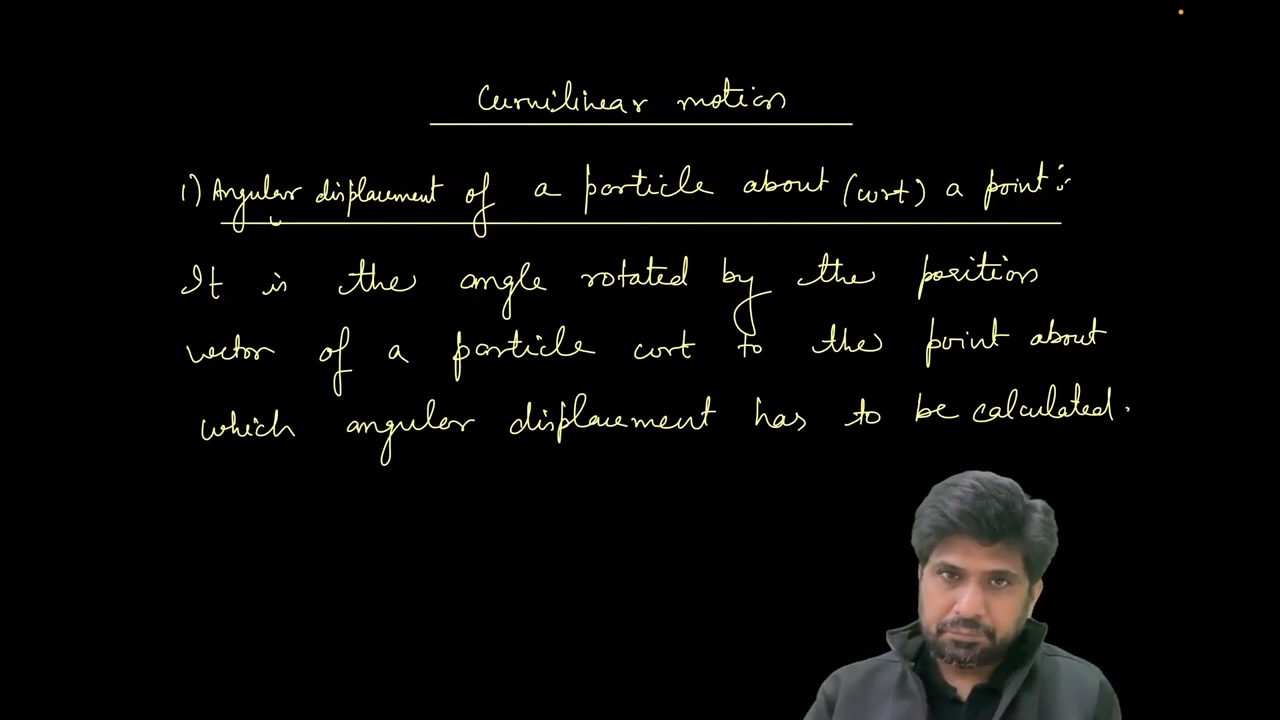 Curvilinear motion
1) Angular displacement of a particle about (wrt) a point :-
It is the angle rotated by the position
vector of a particle wrt to the point about
which angular displacement has to be calculated.